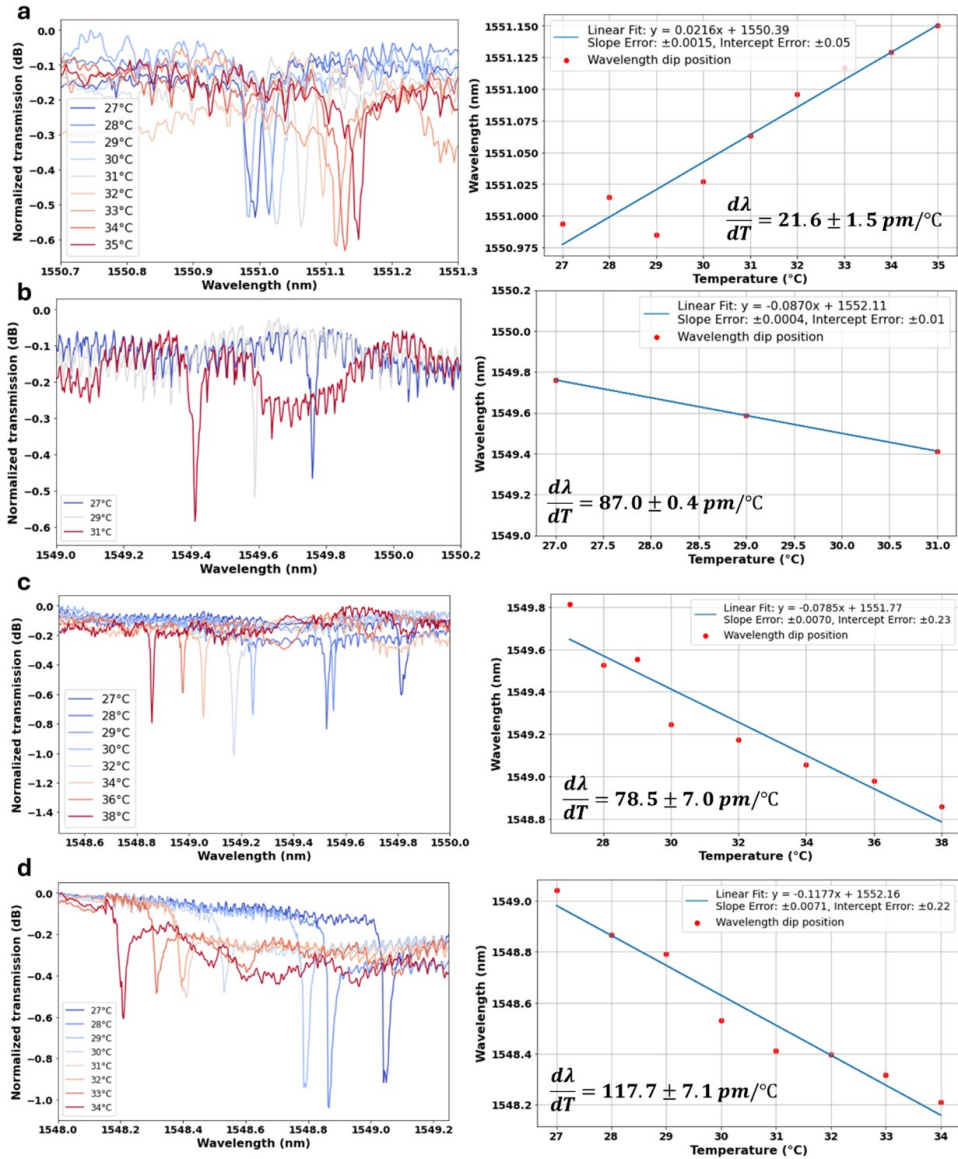 a
Normalized transmission (dB)
0.0
−0.1
−0.2
−0.3
−0.4
−0.5
−0.6
27°C
28°C
29°C
30°C
31°C
32°C
33°C
34°C
35°C
1550.7 1550.8 1550.9 1551.0 1551.1 1551.2 1551.3
Wavelength (nm)
Wavelength (nm)
1551.150
1551.125
1551.100
1551.075
1551.050
1551.025
1551.000
1550.975
Linear Fit: y = 0.0216x + 1550.39
Slope Error: ±0.0015, Intercept Error: ±0.05
Wavelength dip position
dλ/dT = 21.6 ± 1.5 pm/°C
27 28 29 30 31 32 33 34 35
Temperature (°C)
b
Normalized transmission (dB)
0.0
−0.1
−0.2
−0.3
−0.4
−0.5
−0.6
27°C
29°C
31°C
1549.0 1549.2 1549.4 1549.6 1549.8 1550.0 1550.2
Wavelength (nm)
Wavelength (nm)
1550.2
1550.0
1549.8
1549.6
1549.4
1549.2
1549.0
Linear Fit: y = -0.0870x + 1552.11
Slope Error: ±0.0004, Intercept Error: ±0.01
Wavelength dip position
dλ/dT = 87.0 ± 0.4 pm/°C
27.0 27.5 28.0 28.5 29.0 29.5 30.0 30.5 31.0
Temperature (°C)
c
Normalized transmission (dB)
0.0
−0.2
−0.4
−0.6
−0.8
−1.0
−1.2
−1.4
27°C
28°C
29°C
30°C
32°C
34°C
36°C
38°C
1548.6 1548.8 1549.0 1549.2 1549.4 1549.6 1549.8 1550.0
Wavelength (nm)
Wavelength (nm)
1549.8
1549.6
1549.4
1549.2
1549.0
1548.8
Linear Fit: y = -0.0785x + 1551.77
Slope Error: ±0.0070, Intercept Error: ±0.23
Wavelength dip position
dλ/dT = 78.5 ± 7.0 pm/°C
28 30 32 34 36 38
Temperature (°C)
d
Normalized transmission (dB)
0.0
−0.2
−0.4
−0.6
−0.8
−1.0
27°C
28°C
29°C
30°C
31°C
32°C
33°C
34°C
1548.0 1548.2 1548.4 1548.6 1548.8 1549.0 1549.2
Wavelength (nm)
Wavelength (nm)
1549.0
1548.8
1548.6
1548.4
1548.2
Linear Fit: y = -0.1177x + 1552.16
Slope Error: ±0.0071, Intercept Error: ±0.22
Wavelength dip position
dλ/dT = 117.7 ± 7.1 pm/°C
27 28 29 30 31 32 33 34
Temperature (°C)